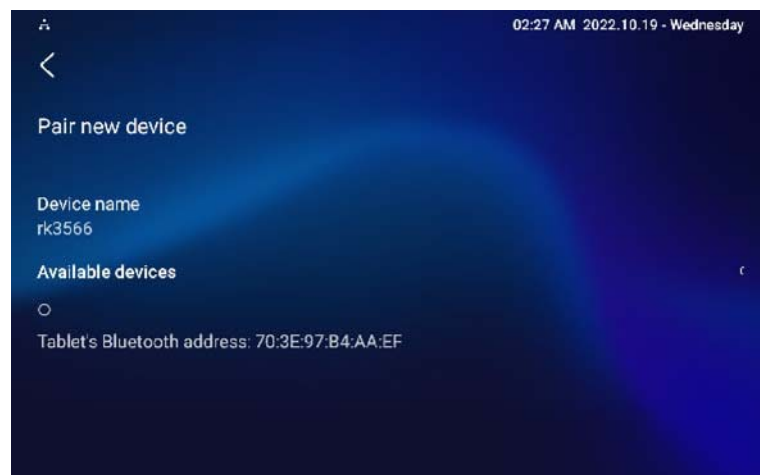 02:27 AM 2022.10.19 - Wednesday
Pair new device
Device name
rk3566
Available devices
Tablet's Bluetooth address: 70:3E:97:B4:AA:EF